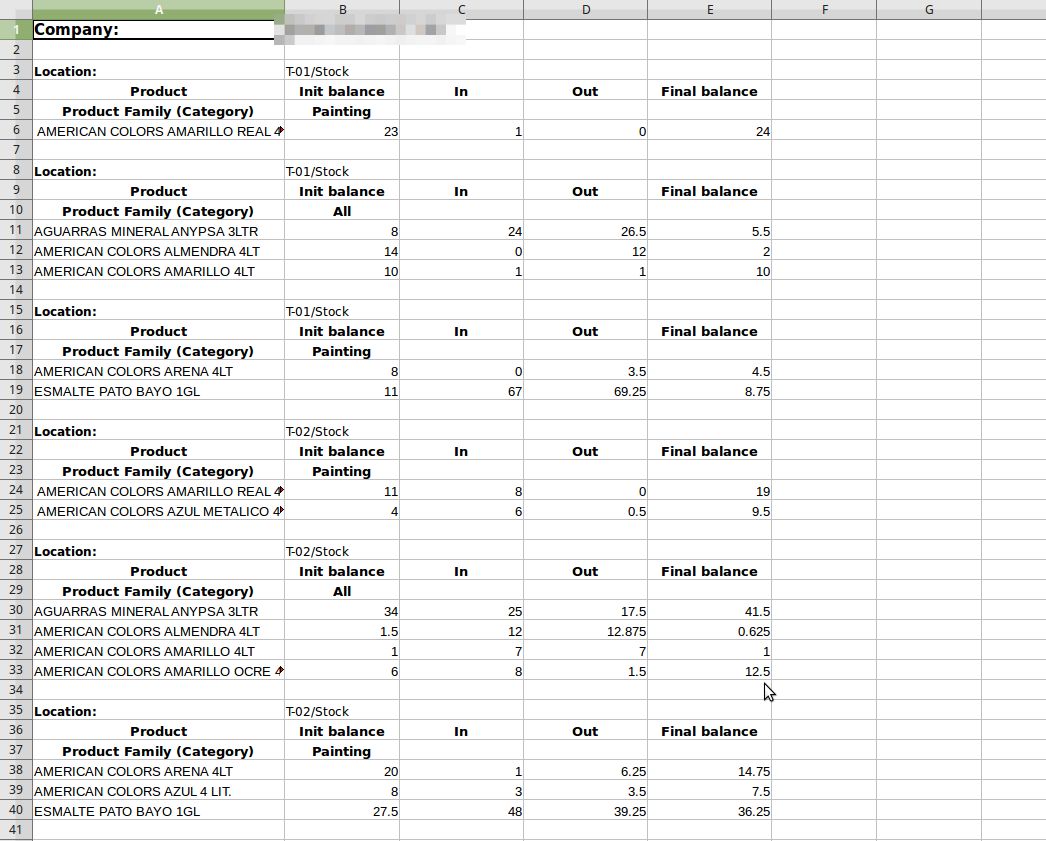 A B C D E F G
1 Company:
2
3 Location: T-01/Stock
4 Product Init balance In Out Final balance
5 Product Family (Category) Painting
6 AMERICAN COLORS AMARILLO REAL 4 23 1 0 24
7
8 Location: T-01/Stock
9 Product Init balance In Out Final balance
10 Product Family (Category) All
11 AGUARRAS MINERAL ANYPSA 3LTR 8 24 26.5 5.5
12 AMERICAN COLORS ALMENDRA 4LT 14 0 12 2
13 AMERICAN COLORS AMARILLO 4LT 10 1 1 10
14
15 Location: T-01/Stock
16 Product Init balance In Out Final balance
17 Product Family (Category) Painting
18 AMERICAN COLORS ARENA 4LT 8 0 3.5 4.5
19 ESMALTE PATO BAYO 1GL 11 67 69.25 8.75
20
21 Location: T-02/Stock
22 Product Init balance In Out Final balance
23 Product Family (Category) Painting
24 AMERICAN COLORS AMARILLO REAL 4 11 8 0 19
25 AMERICAN COLORS AZUL METALICO 4 4 6 0.5 9.5
26
27 Location: T-02/Stock
28 Product Init balance In Out Final balance
29 Product Family (Category) All
30 AGUARRAS MINERAL ANYPSA 3LTR 34 25 17.5 41.5
31 AMERICAN COLORS ALMENDRA 4LT 1.5 12 12.875 0.625
32 AMERICAN COLORS AMARILLO 4LT 1 7 7 1
33 AMERICAN COLORS AMARILLO OCRE 4 6 8 1.5 12.5
34
35 Location: T-02/Stock
36 Product Init balance In Out Final balance
37 Product Family (Category) Painting
38 AMERICAN COLORS ARENA 4LT 20 1 6.25 14.75
39 AMERICAN COLORS AZUL 4 LIT. 8 3 3.5 7.5
40 ESMALTE PATO BAYO 1GL 27.5 48 39.25 36.25
41